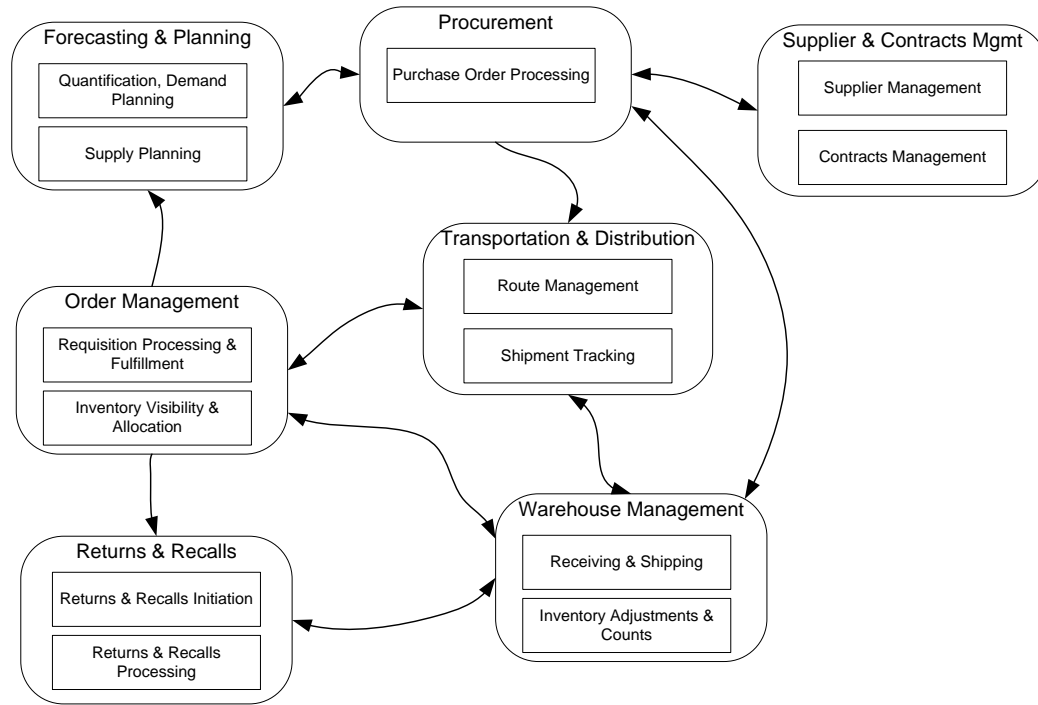 Forecasting & Planning
Quantification, Demand
Planning
Supply Planning
Procurement
Purchase Order Processing
Supplier & Contracts Mgmt
Supplier Management
Contracts Management
Transportation & Distribution
Route Management
Shipment Tracking
Order Management
Requisition Processing &
Fulfillment
Inventory Visibility &
Allocation
Warehouse Management
Receiving & Shipping
Inventory Adjustments &
Counts
Returns & Recalls
Returns & Recalls Initiation
Returns & Recalls
Processing